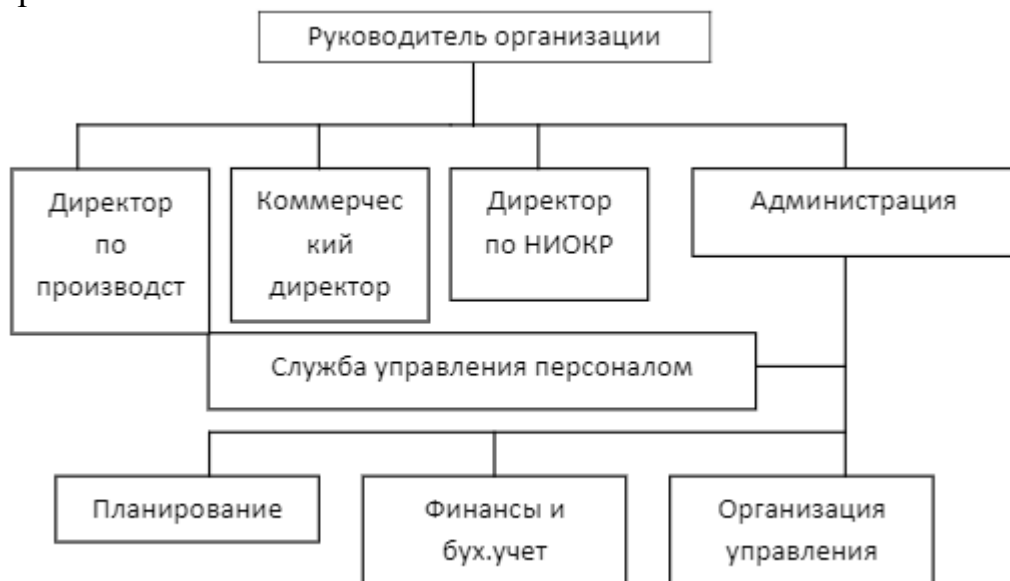 Руководитель организации
Директор
по
производст
Коммерчес
кий
директор
Директор
по НИОКР
Администрация
Служба управления персоналом
Планирование
Финансы и
бух.учет
Организация
управления